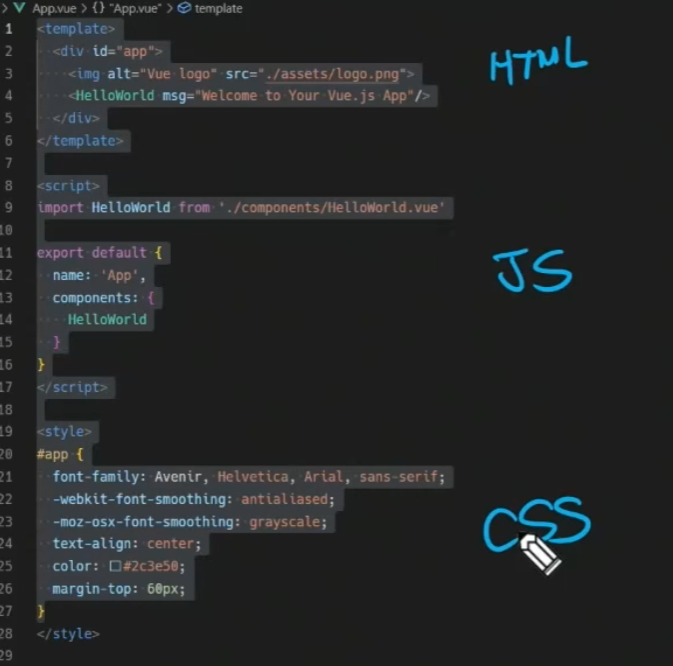 > App.vue > {} "App.vue" > template
1 <template>
2 <div id="app">
3 <img alt="Vue logo" src="./assets/logo.png">
4 <HelloWorld msg="Welcome to Your Vue.js App"/>
5 </div>
6 </template>
7
8 <script>
9 import HelloWorld from './components/HelloWorld.vue'
10
11 export default {
12 name: 'App',
13 components: {
14 HelloWorld
15 }
16 }
17 </script>
18
19 <style>
20 #app {
21 font-family: Avenir, Helvetica, Arial, sans-serif;
22 -webkit-font-smoothing: antialiased;
23 -moz-osx-font-smoothing: grayscale;
24 text-align: center;
25 color: #2c3e50;
26 margin-top: 60px;
27 }
28 </style>
29
HTML
JS
CSS